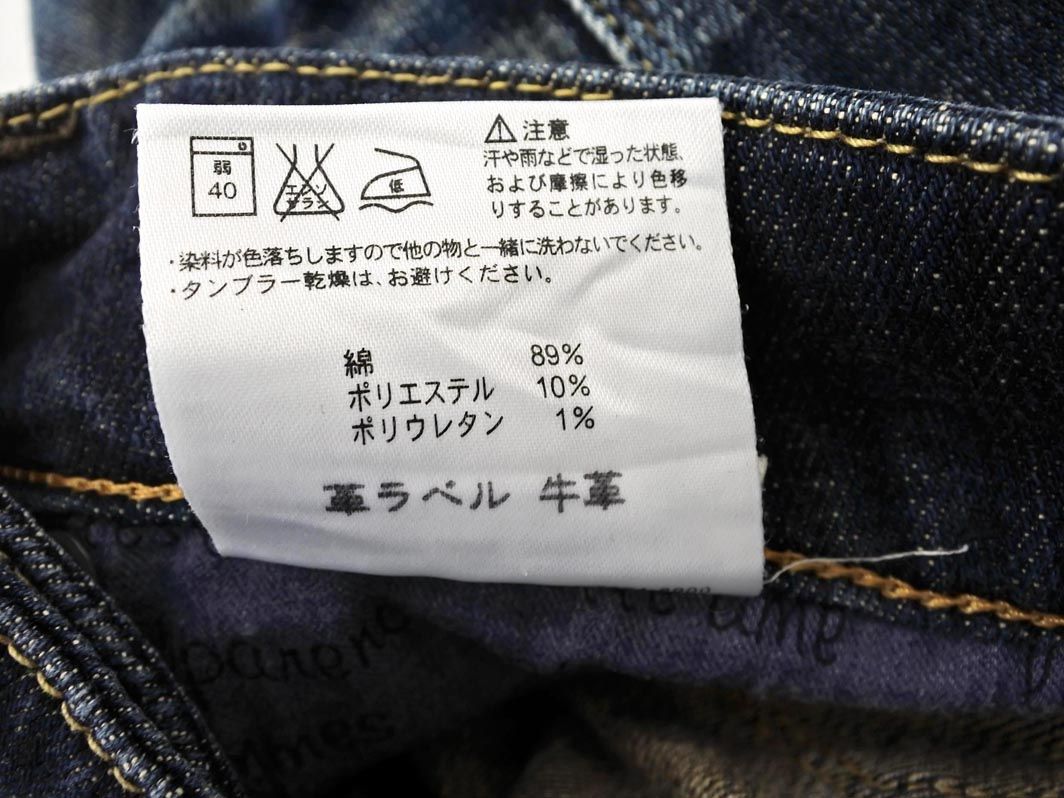 弱
40
エンソ
サラシ
低
注意
汗や雨などで湿った状態、
および摩擦により色移
りすることがあります。
・染料が色落ちしますので他の物と一緒に洗わないでください。
・タンブラー乾燥は、お避けください。
綿 89%
ポリエステル 10%
ポリウレタン 1%
革ラベル 牛革